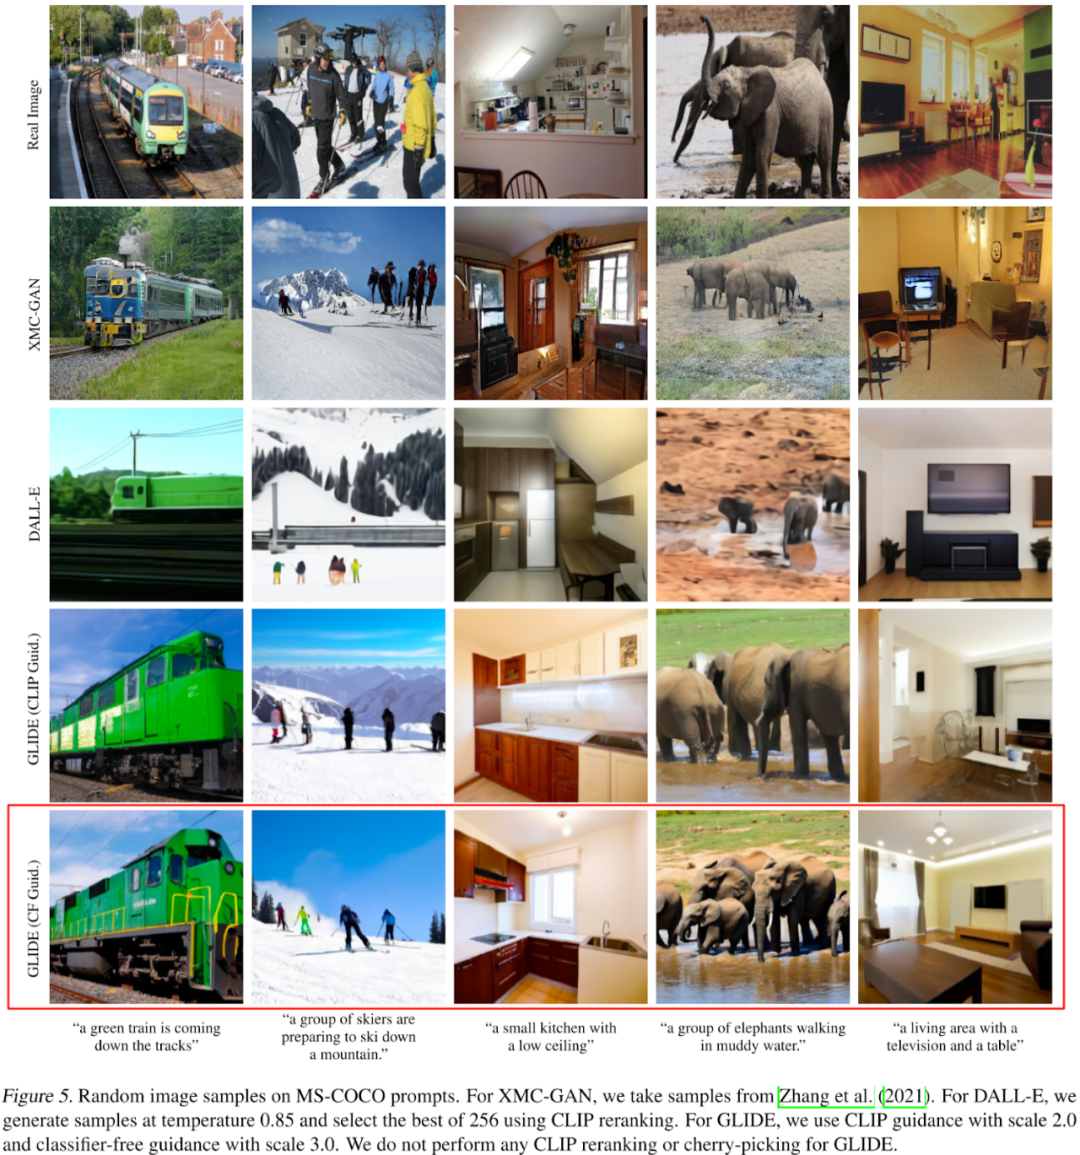 Real Image
XMC-GAN
DALL-E
GLIDE (CLIP Guid.)
GLIDE (CF Guid.)
“a green train is coming
down the tracks”
“a group of skiers are
preparing to ski down
a mountain.”
“a small kitchen with
a low ceiling”
“a group of elephants walking
in muddy water.”
“a living area with a
television and a table”
Figure 5. Random image samples on MS-COCO prompts. For XMC-GAN, we take samples from Zhang et al. (2021). For DALL-E, we
generate samples at temperature 0.85 and select the best of 256 using CLIP reranking. For GLIDE, we use CLIP guidance with scale 2.0
and classifier-free guidance with scale 3.0. We do not perform any CLIP reranking or cherry-picking for GLIDE.